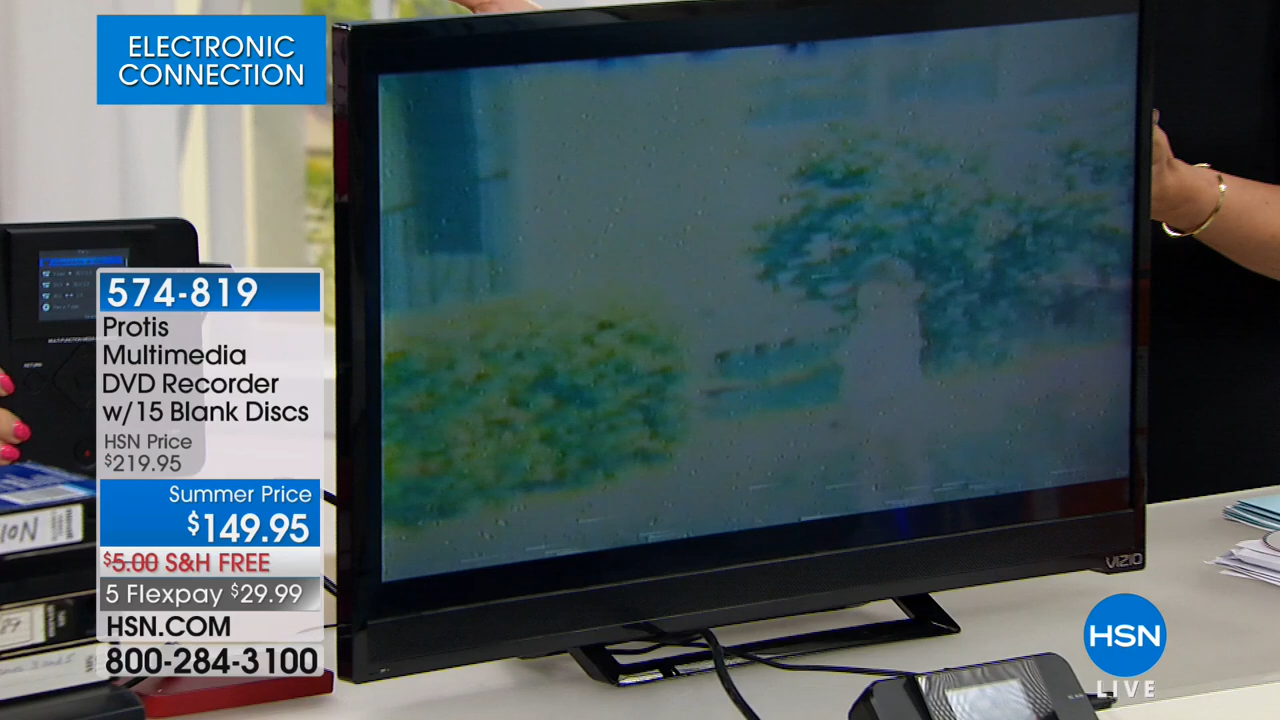 ELECTRONIC
CONNECTION
574-819
Protis
Multimedia
DVD Recorder
w/15 Blank Discs
HSN Price
$219.95
Summer Price
$149.95
$5.00 S&H FREE
5 Flexpay $29.99
HSN.COM
800-284-3100
RETURN
VIZIO
HSN
LIVE